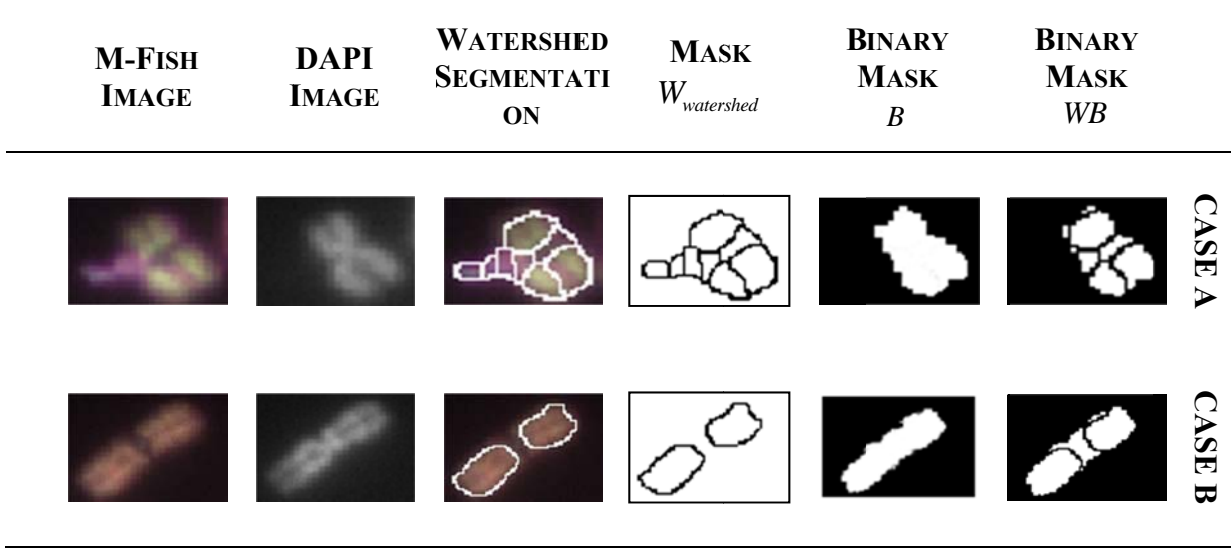 M-FISH IMAGE
DAPI IMAGE
WATERSHED SEGMENTATI ON
MASK W_watershed
BINARY MASK B
BINARY MASK WB
CASE A
CASE B